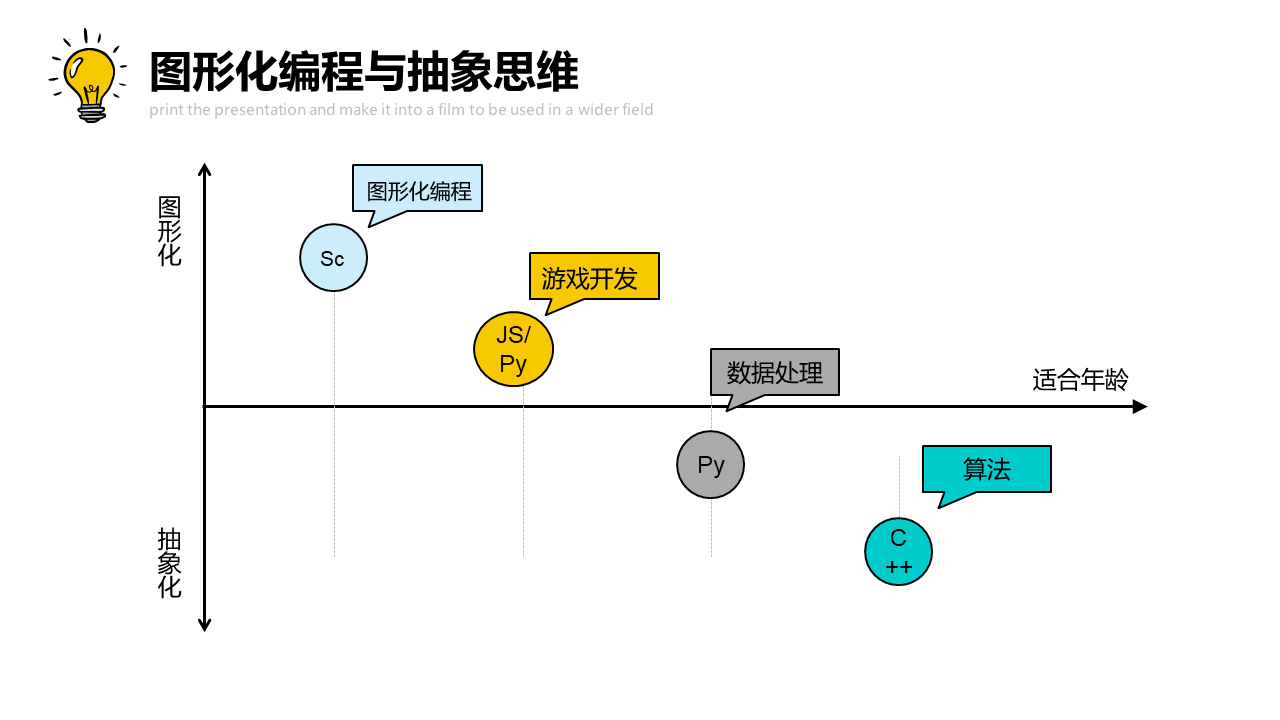 图形化编程与抽象思维
print the presentation and make it into a film to be used in a wider field
图形化编程
图形化
Sc
游戏开发
JS/
Py
数据处理
适合年龄
Py
算法
C
++
抽象化